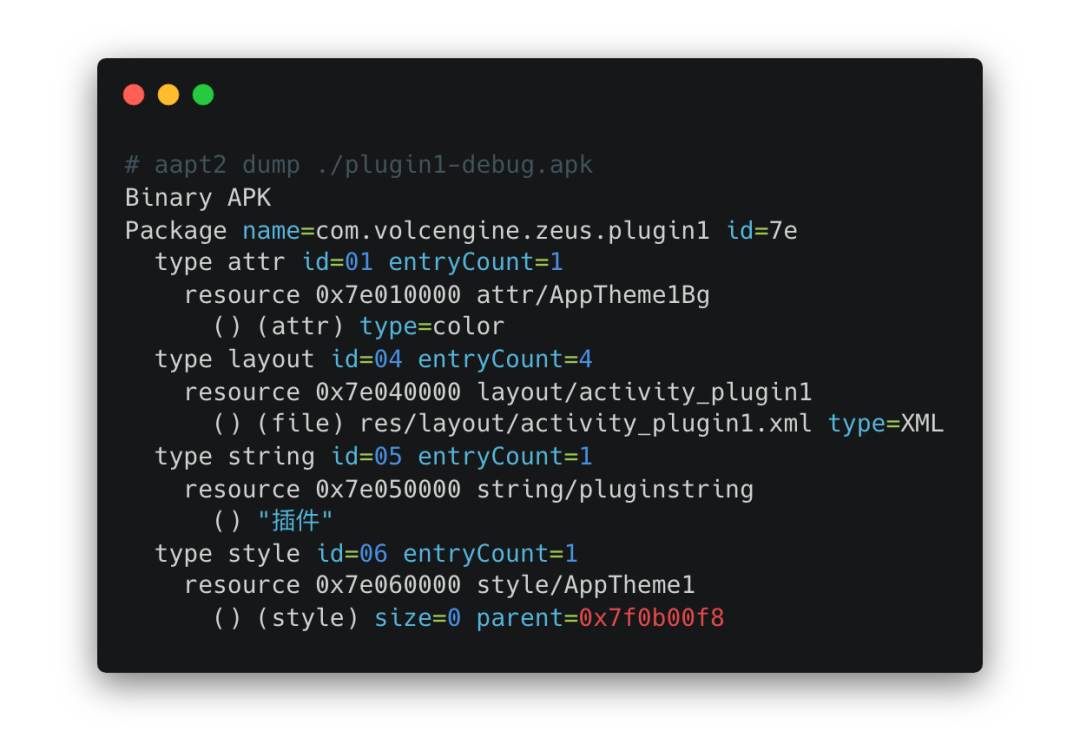 # aapt2 dump ./plugin1-debug.apk
Binary APK
Package name=com.volcengine.zeus.plugin1 id=7e
  type attr id=01 entryCount=1
    resource 0x7e010000 attr/AppTheme1Bg
      () (attr) type=color
  type layout id=04 entryCount=4
    resource 0x7e040000 layout/activity_plugin1
      () (file) res/layout/activity_plugin1.xml type=XML
  type string id=05 entryCount=1
    resource 0x7e050000 string/pluginstring
      () "插件"
  type style id=06 entryCount=1
    resource 0x7e060000 style/AppTheme1
      () (style) size=0 parent=0x7f0b00f8